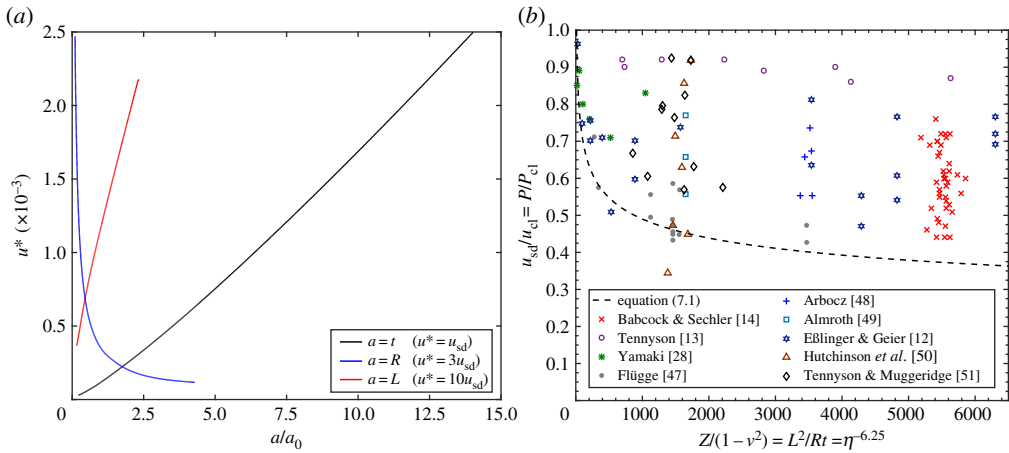 (a)
2.5
2.0
1.5
1.0
0.5
0
2.5
5.0
7.5
10.0
12.5
15.0
u* (×10⁻³)
a/a₀
a = t (u* = u_sd)
a = R (u* = 3u_sd)
a = L (u* = 10u_sd)
(b)
1.0
0.9
0.8
0.7
0.6
0.5
0.4
0.3
0.2
0.1
0
1000
2000
3000
4000
5000
6000
u_sd/u_cl = P/P_cl
Z/(1 – v²) = L²/Rt = η⁻⁶·²⁵
equation (7.1)
Babcock & Sechler [14]
Tennyson [13]
Yamaki [28]
Flügge [47]
Arbocz [48]
Almroth [49]
Eßlinger & Geier [12]
Hutchinson et al. [50]
Tennyson & Muggeridge [51]